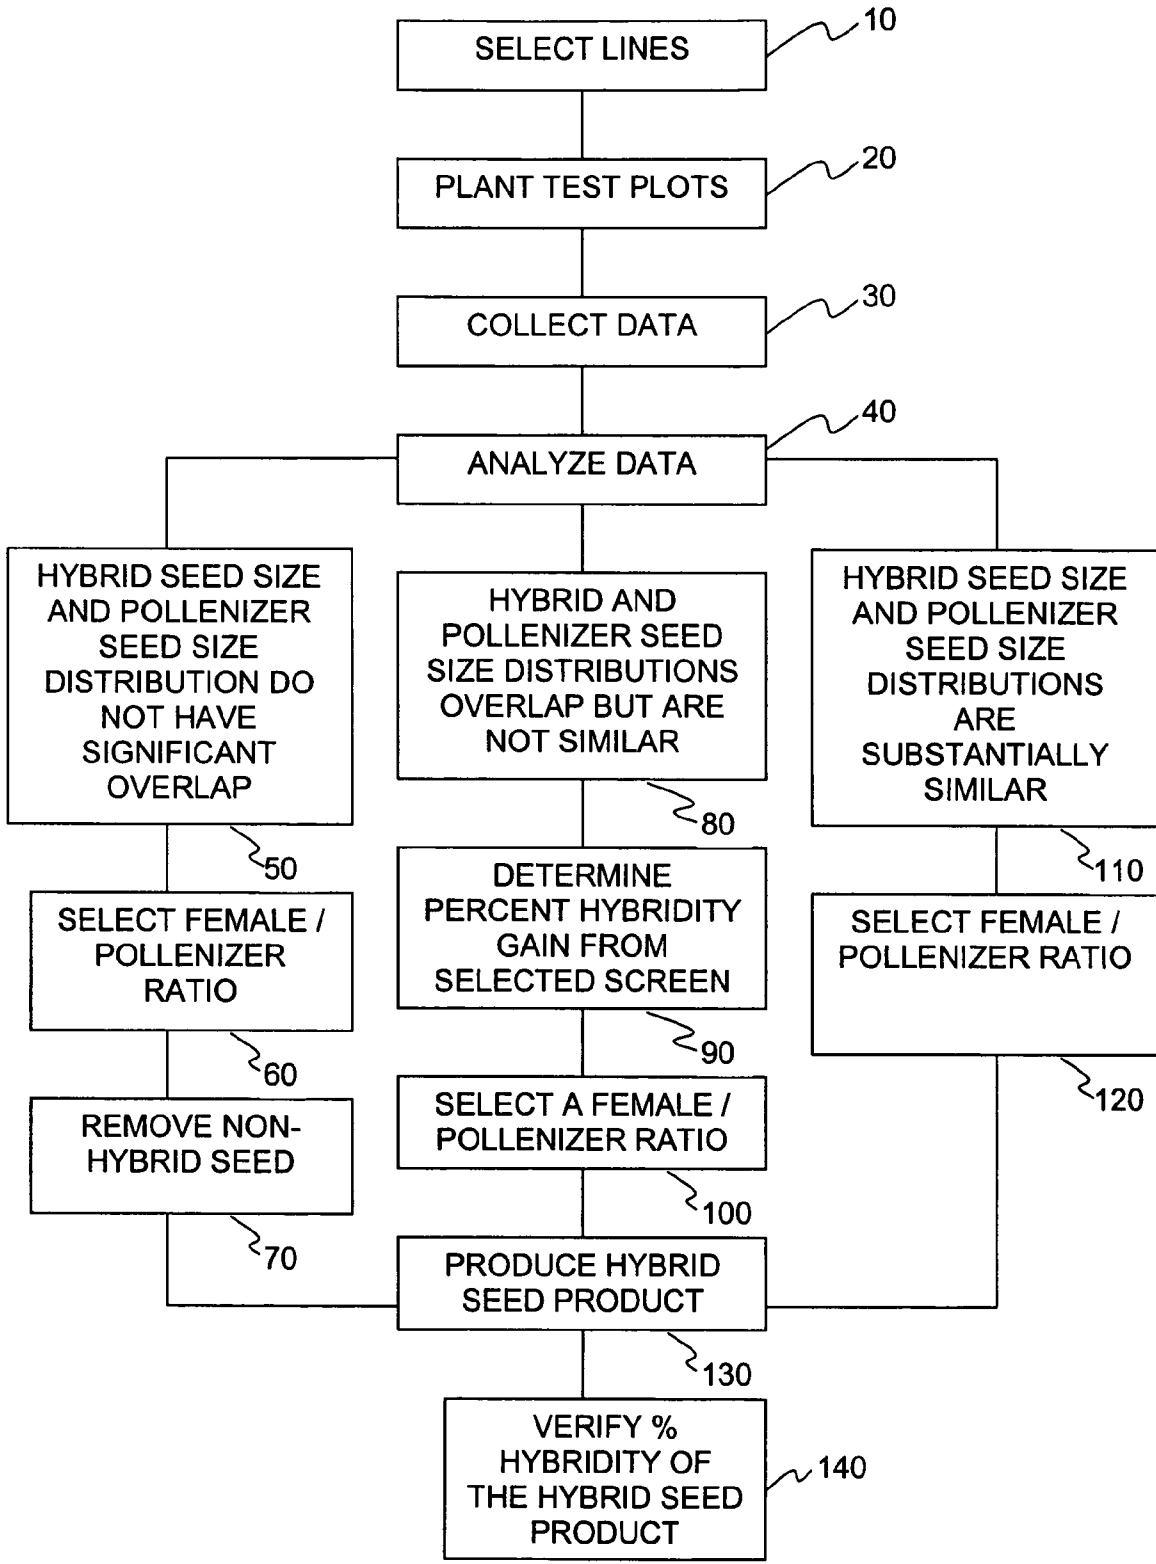 SELECT LINES
10
PLANT TEST PLOTS
20
COLLECT DATA
30
ANALYZE DATA
40
HYBRID SEED SIZE
AND POLLENIZER
SEED SIZE
DISTRIBUTION DO
NOT HAVE
SIGNIFICANT
OVERLAP
50
SELECT FEMALE /
POLLENIZER
RATIO
60
REMOVE NON-
HYBRID SEED
70
HYBRID AND
POLLENIZER SEED
SIZE DISTRIBUTIONS
OVERLAP BUT ARE
NOT SIMILAR
80
DETERMINE
PERCENT HYBRIDITY
GAIN FROM
SELECTED SCREEN
90
SELECT A FEMALE /
POLLENIZER RATIO
100
HYBRID SEED SIZE
AND POLLENIZER
SEED SIZE
DISTRIBUTIONS
ARE
SUBSTANTIALLY
SIMILAR
110
SELECT FEMALE /
POLLENIZER RATIO
120
PRODUCE HYBRID
SEED PRODUCT
130
VERIFY %
HYBRIDITY OF
THE HYBRID SEED
PRODUCT
140